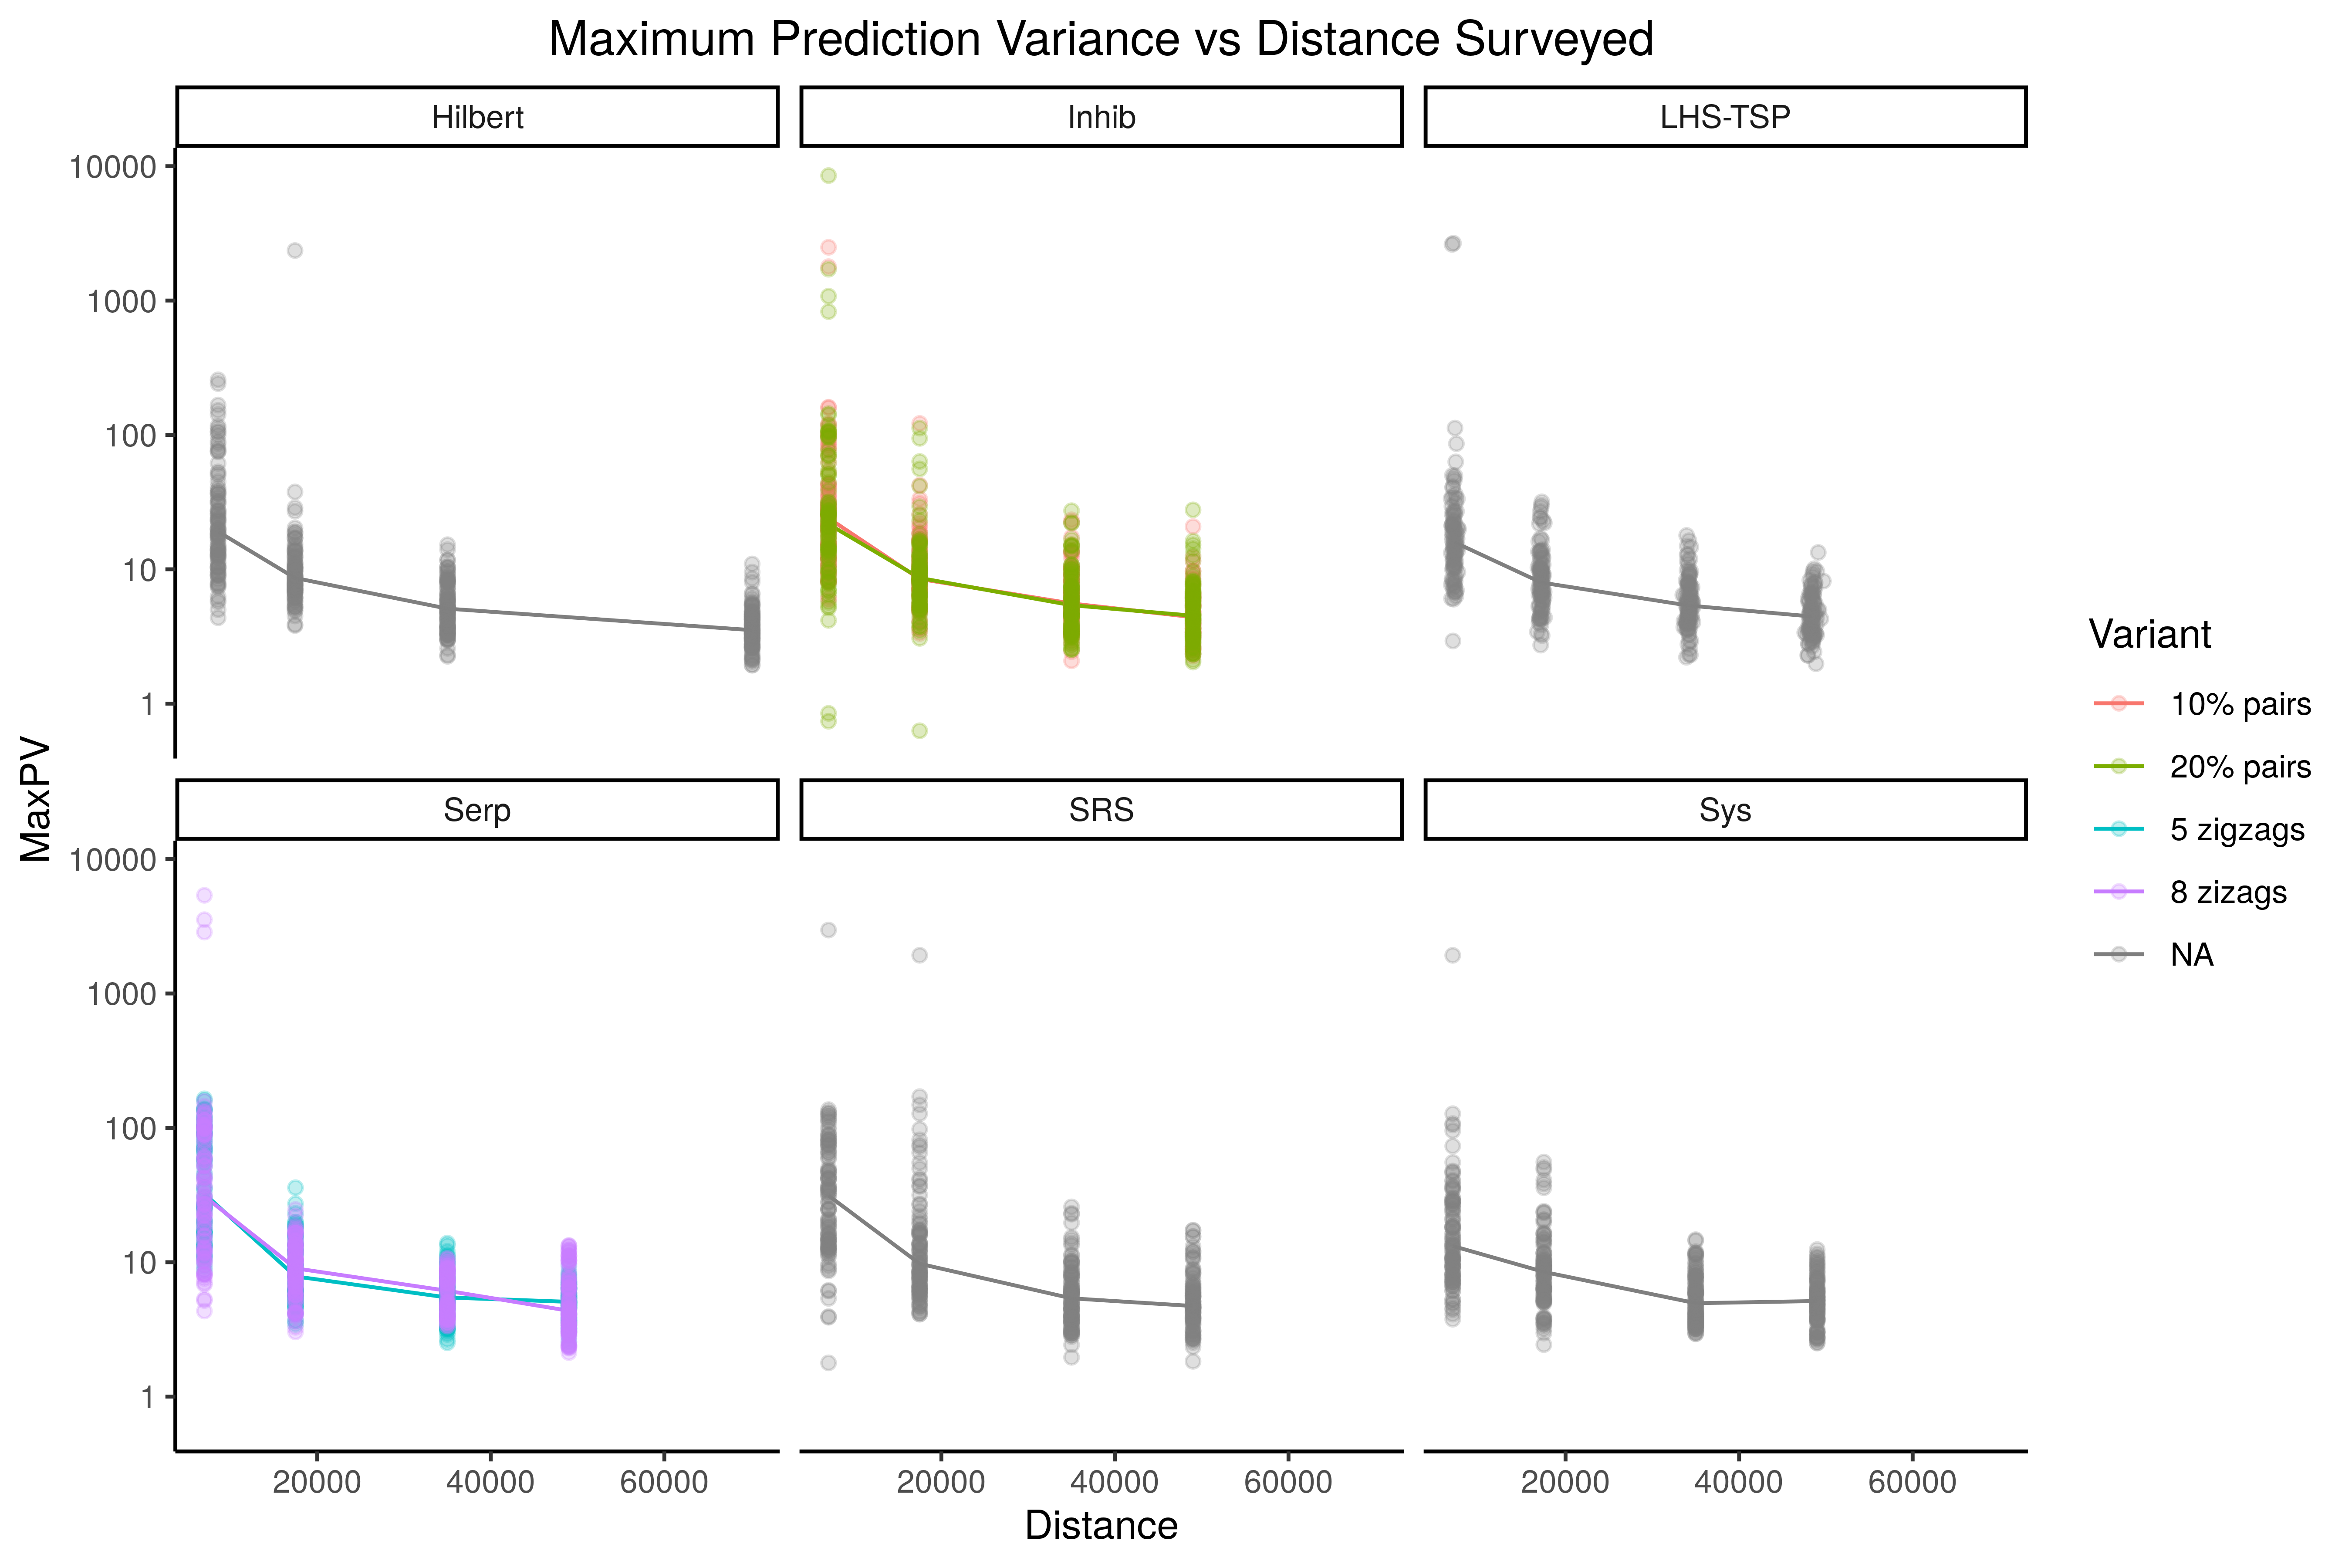 Maximum Prediction Variance vs Distance Surveyed
Hilbert
Inhib
LHS-TSP
10000
1000
100
10
1
Serp
SRS
Sys
10000
1000
100
10
1
MaxPV
20000 40000 60000
20000 40000 60000
20000 40000 60000
Distance
Variant
10% pairs
20% pairs
5 zigzags
8 zizags
NA